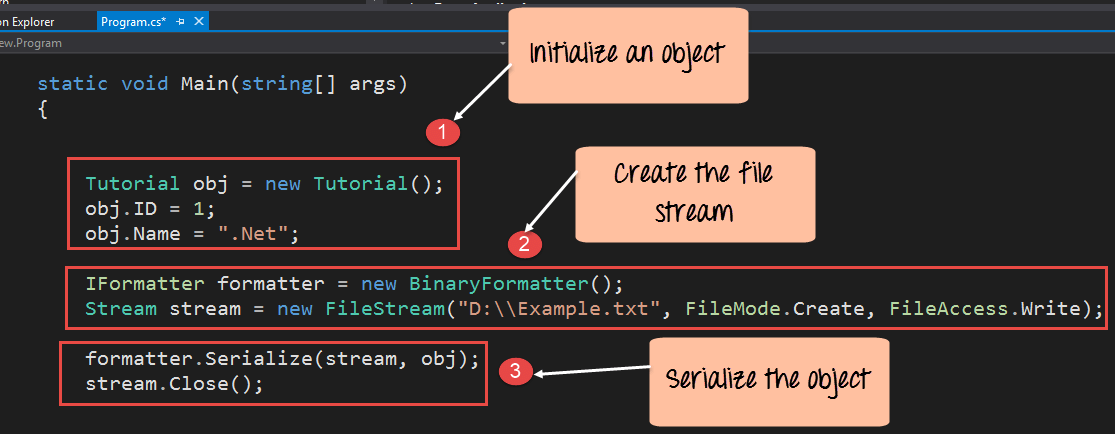 on Explorer
Program.cs*
ew.Program
static void Main(string[] args)
{
Initialize an object
1
Tutorial obj = new Tutorial();
obj.ID = 1;
obj.Name = ".Net";
Create the file
stream
2
IFormatter formatter = new BinaryFormatter();
Stream stream = new FileStream("D:\\Example.txt", FileMode.Create, FileAccess.Write);
formatter.Serialize(stream, obj);
stream.Close();
3
Serialize the object